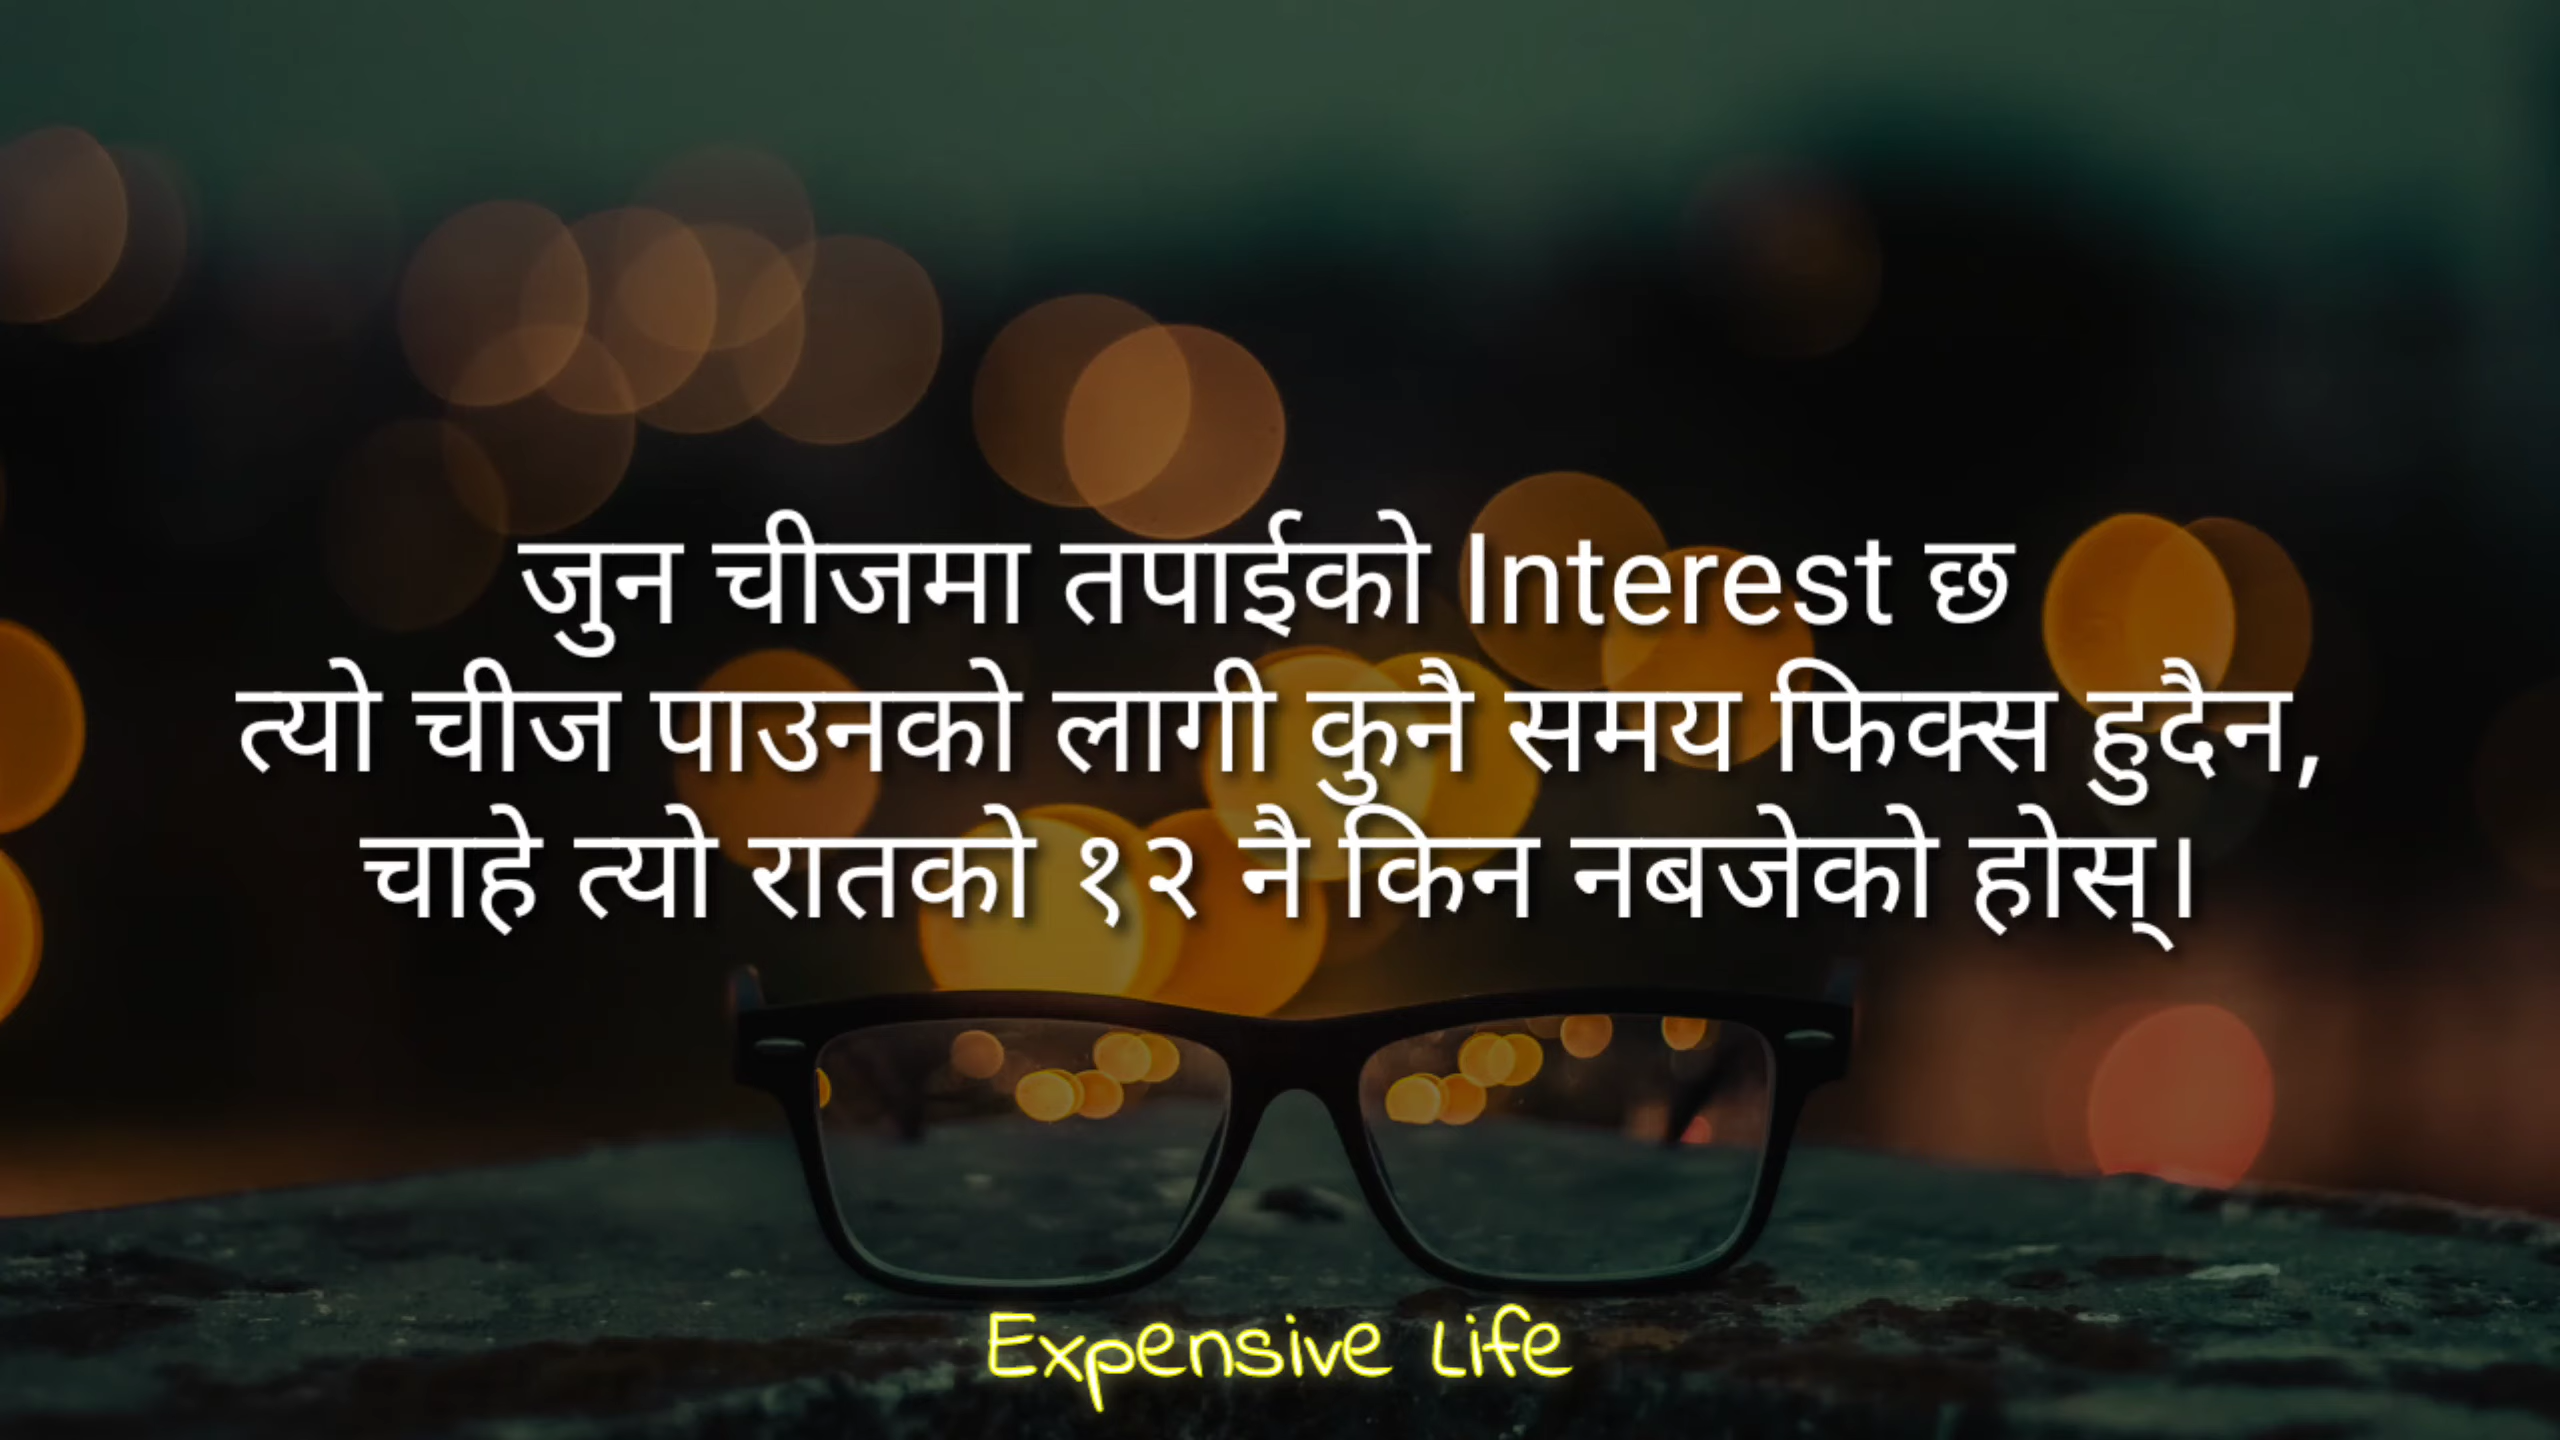 जुन चीजमा तपाईको Interest छ
त्यो चीज पाउनको लागी कुनै समय फिक्स हुदैन,
चाहे त्यो रातको १२ नै किन नबजेको होस्।
Expensive Life